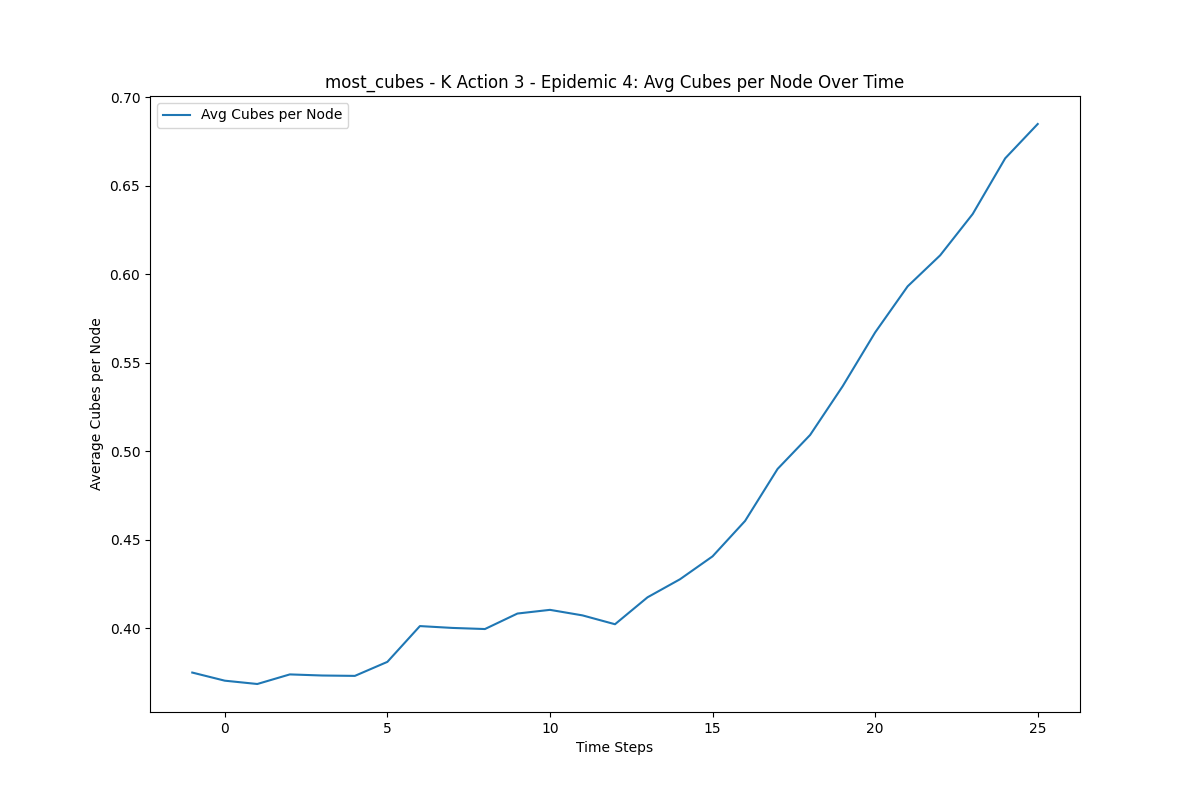 most_cubes - K Action 3 - Epidemic 4: Avg Cubes per Node Over Time
Avg Cubes per Node
0.70
0.65
0.60
0.55
0.50
0.45
0.40
Average Cubes per Node
0 5 10 15 20 25
Time Steps